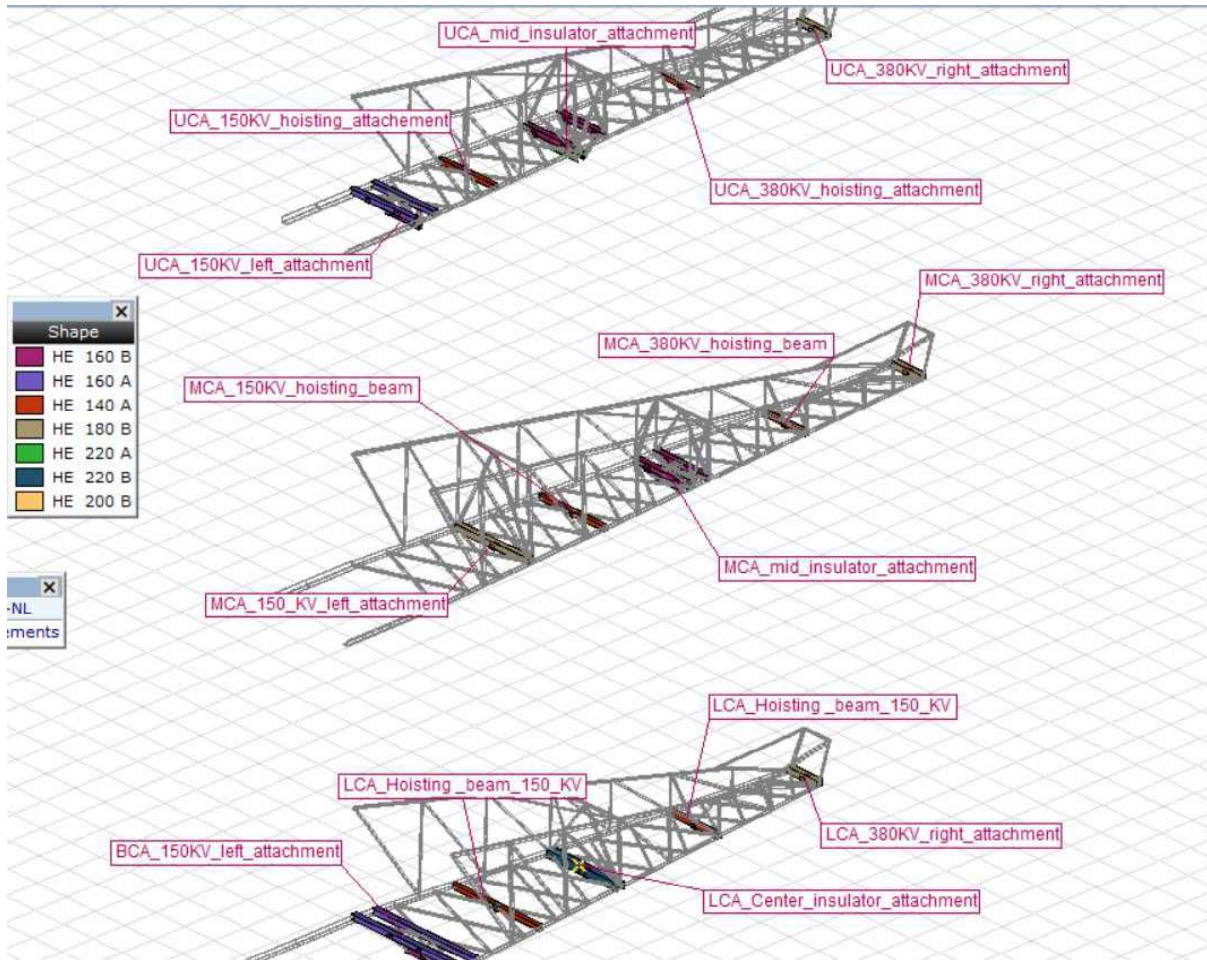 UCA_mid_insulator_attachment
UCA_380KV_right_attachment
UCA_150KV_hoisting_attachement
UCA_380KV_hoisting_attachment
UCA_150KV_left_attachment
MCA_380KV_right_attachment
Shape
HE 160 B
HE 160 A
HE 140 A
HE 180 B
HE 220 A
HE 220 B
HE 200 B
MCA_380KV_hoisting_beam
MCA_150KV_hoisting_beam
MCA_mid_insulator_attachment
-NL
ements
MCA_150_KV_left_attachment
LCA_Hoisting _beam_150_KV
LCA_Hoisting _beam_150_KV
LCA_380KV_right_attachment
BCA_150KV_left_attachment
LCA_Center_insulator_attachment